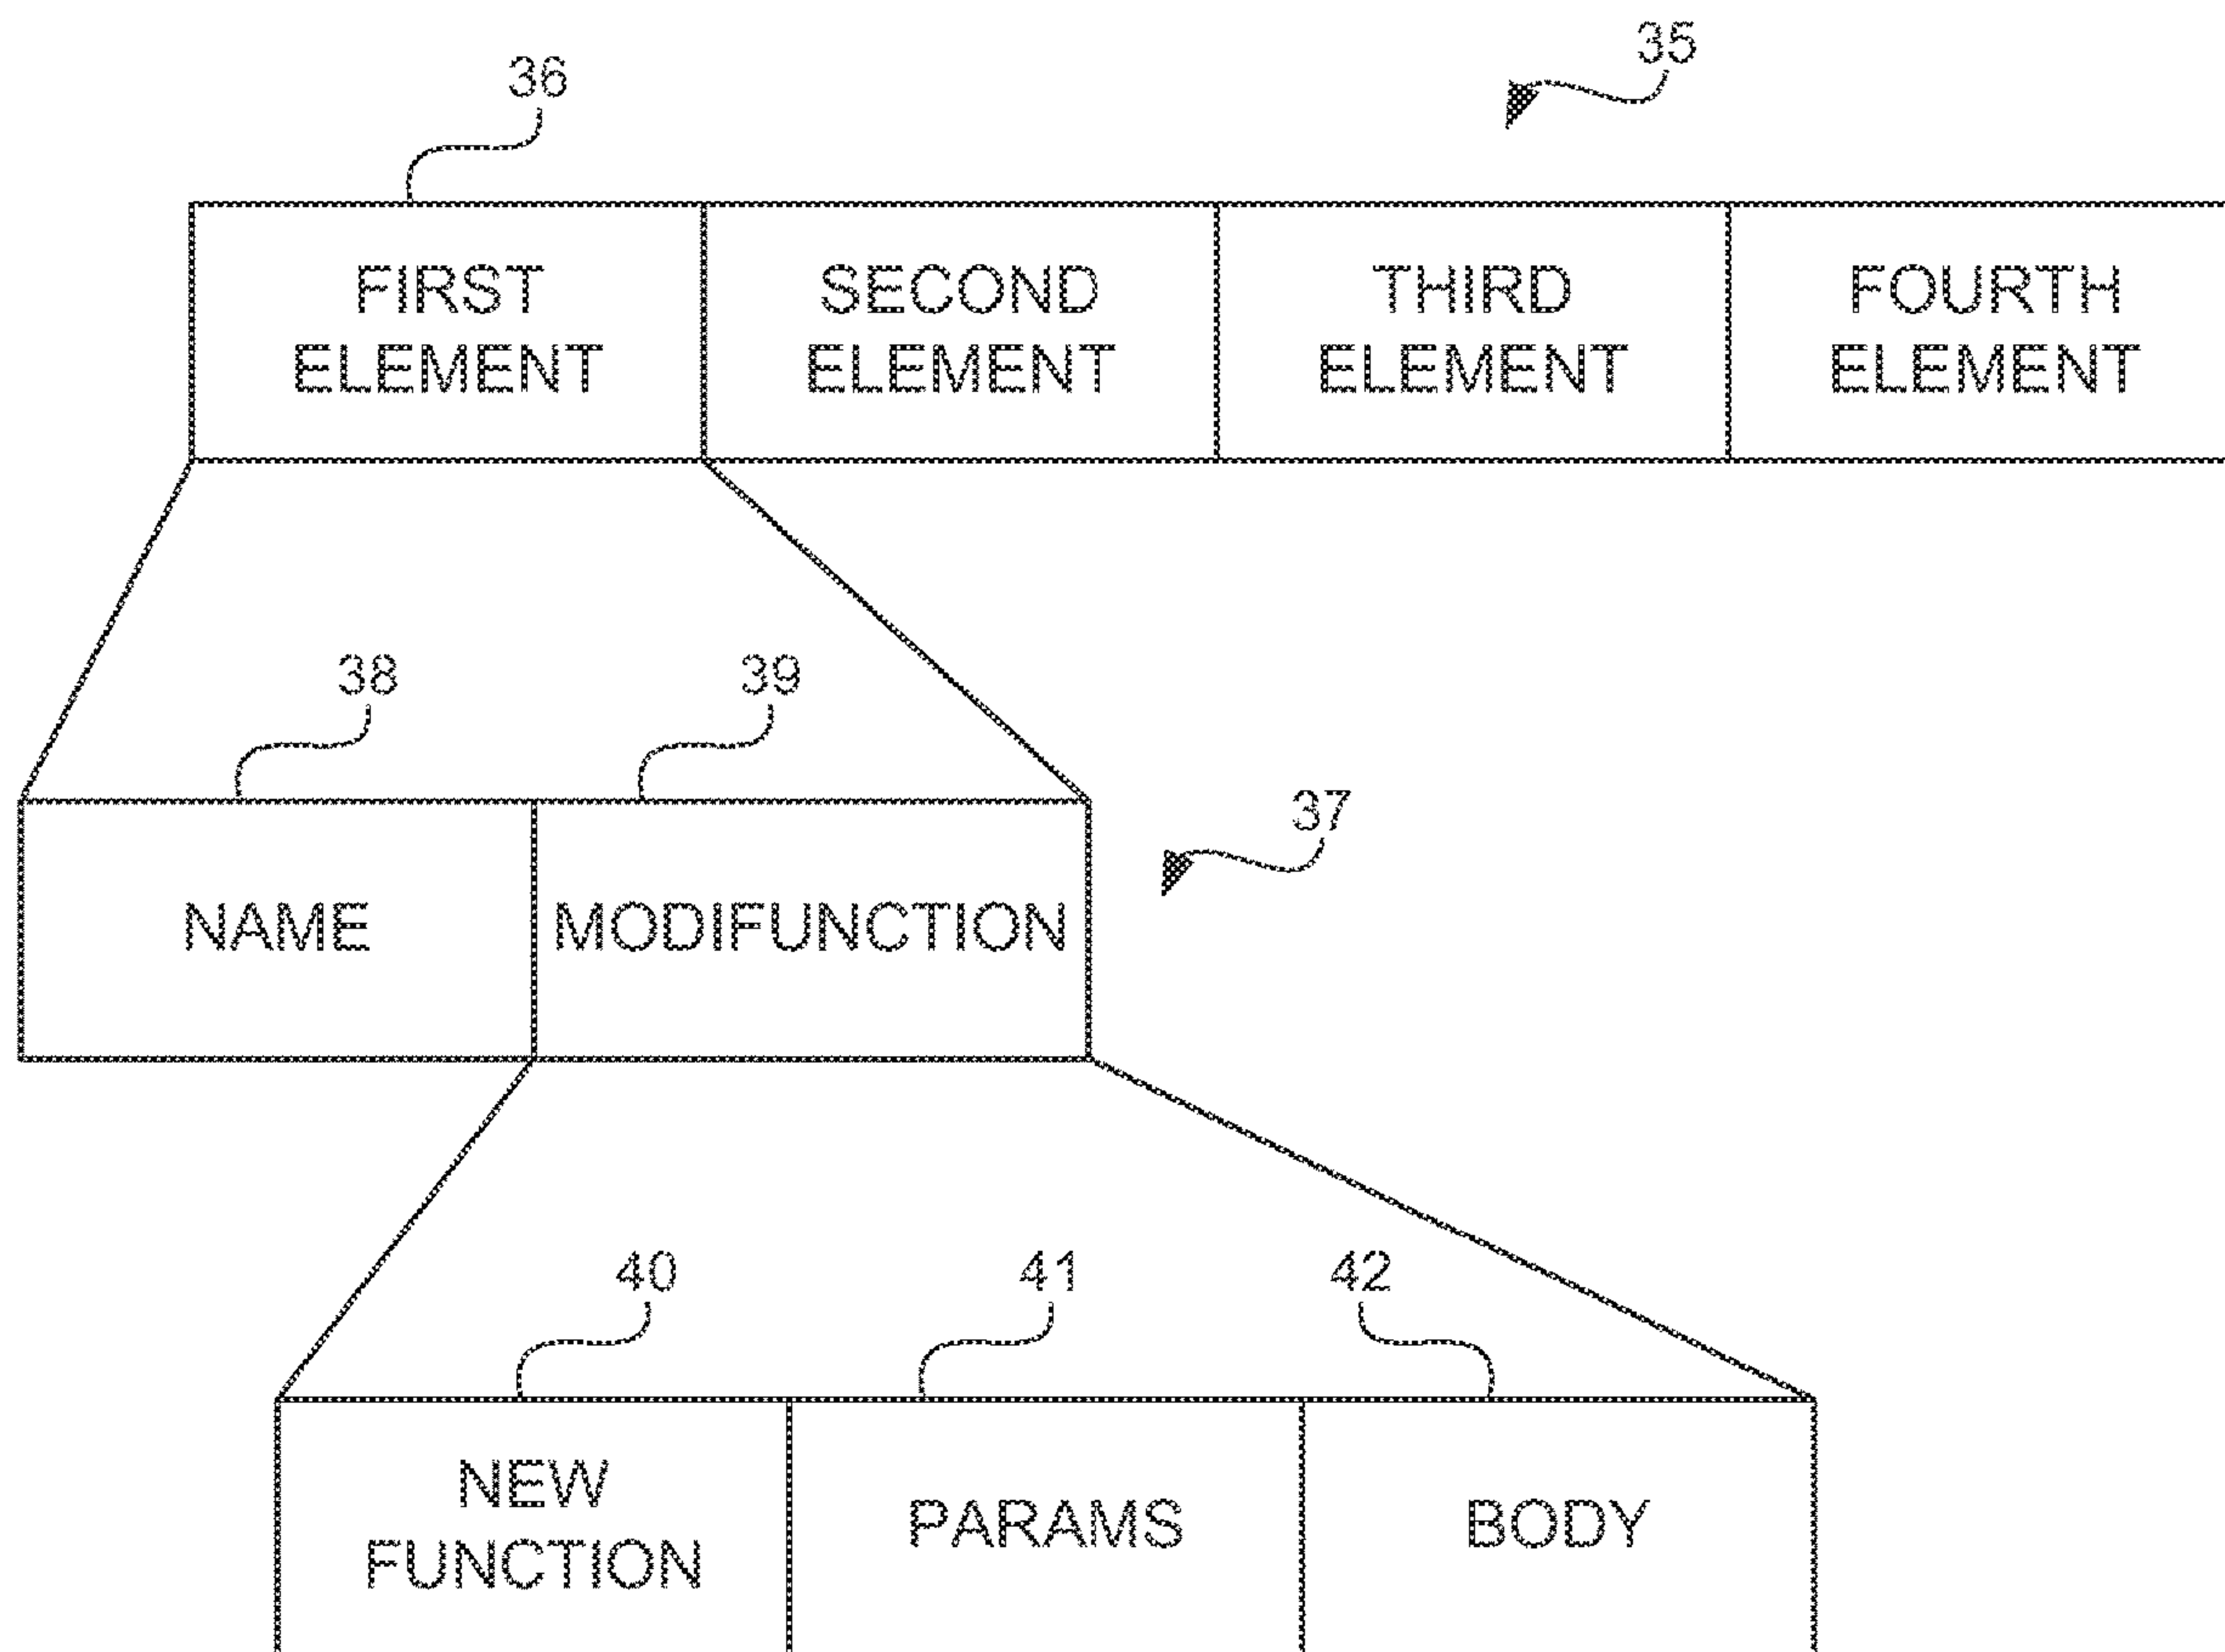 35
36
FIRST ELEMENT
SECOND ELEMENT
THIRD ELEMENT
FOURTH ELEMENT
38
39
37
NAME
MODIFUNCTION
40
41
42
NEW FUNCTION
PARAMS
BODY